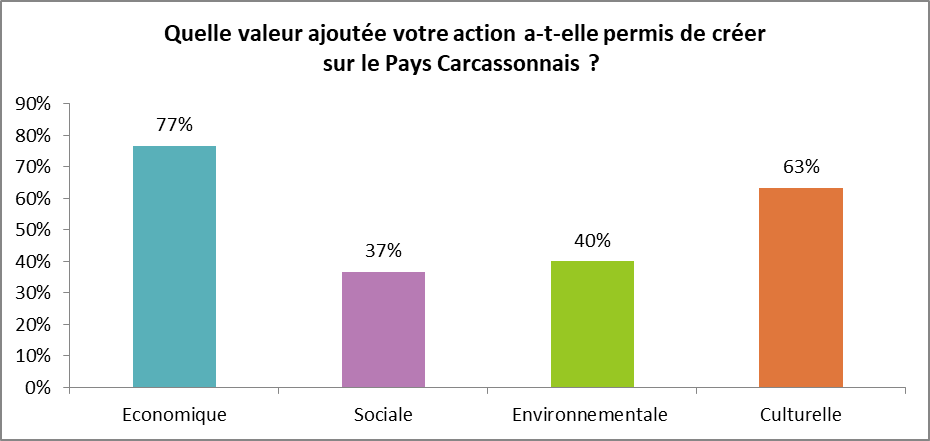 Quelle valeur ajoutée votre action a-t-elle permis de créer
sur le Pays Carcassonnais ?
90%
80%
70%
60%
50%
40%
30%
20%
10%
0%
77%
37%
40%
63%
Economique
Sociale
Environnementale
Culturelle